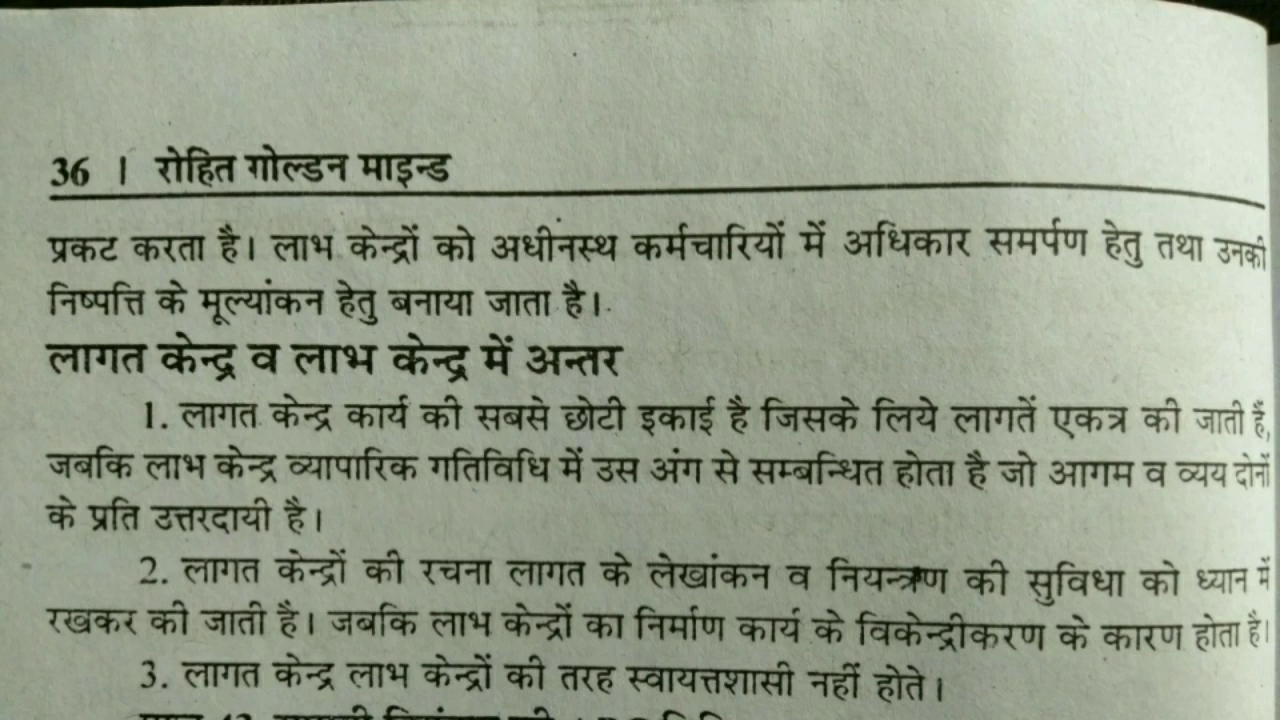 36 | रोहित गोल्डन माइन्ड
प्रकट करता है। लाभ केन्द्रों को अधीनस्थ कर्मचारियों में अधिकार समर्पण हेतु तथा उनकी
निष्पत्ति के मूल्यांकन हेतु बनाया जाता है।
लागत केन्द्र व लाभ केन्द्र में अन्तर
1. लागत केन्द्र कार्य की सबसे छोटी इकाई है जिसके लिये लागतें एकत्र की जाती हैं,
जबकि लाभ केन्द्र व्यापारिक गतिविधि में उस अंग से सम्बन्धित होता है जो आगम व व्यय दोनों
के प्रति उत्तरदायी है।
2. लागत केन्द्रों की रचना लागत के लेखांकन व नियन्त्रण की सुविधा को ध्यान में
रखकर की जाती है। जबकि लाभ केन्द्रों का निर्माण कार्य के विकेन्द्रीकरण के कारण होता है।
3. लागत केन्द्र लाभ केन्द्रों की तरह स्वायत्तशासी नहीं होते।